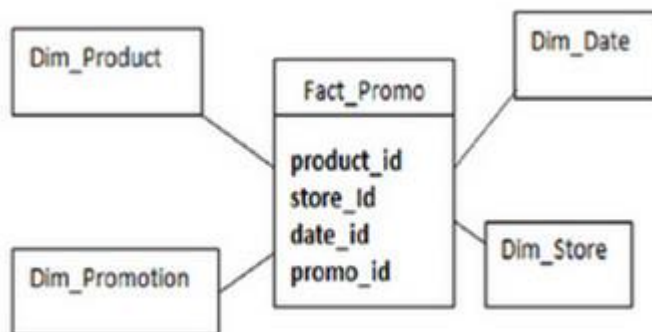 Dim_Product
Dim_Date
Fact_Promo
product_id
store_Id
date_id
promo_id
Dim_Promotion
Dim_Store